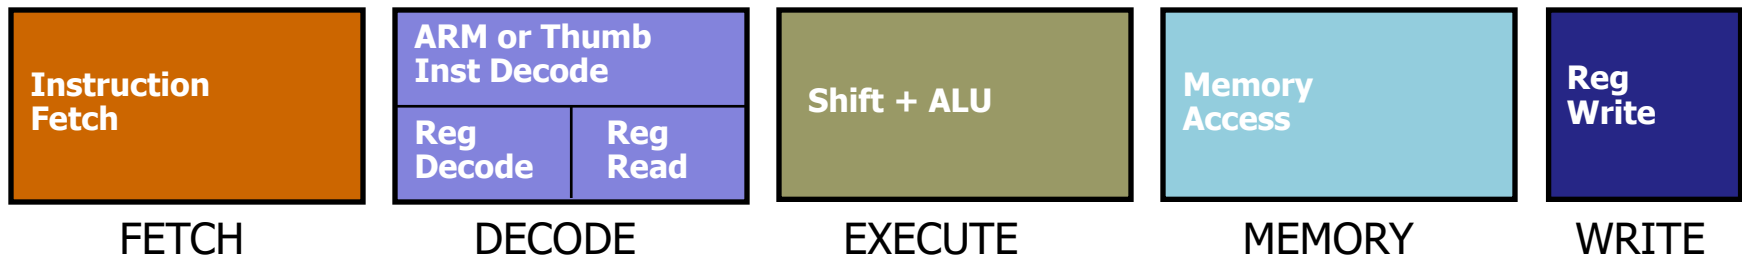 Instruction
Fetch
ARM or Thumb
Inst Decode
Reg
Decode
Reg
Read
Shift + ALU
Memory
Access
Reg
Write
FETCH
DECODE
EXECUTE
MEMORY
WRITE